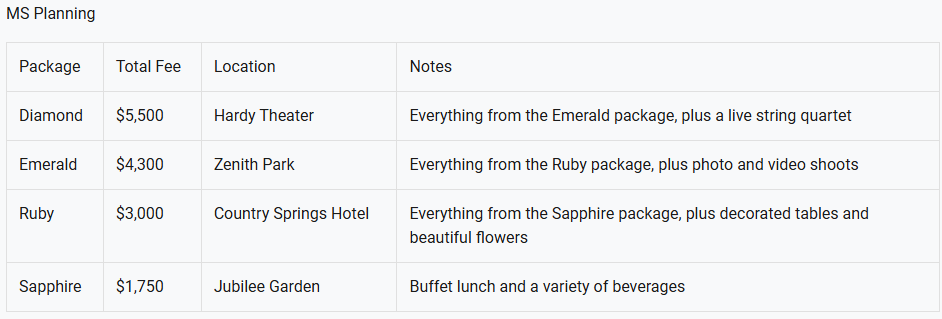 MS Planning
Package Total Fee Location Notes
Diamond $5,500 Hardy Theater Everything from the Emerald package, plus a live string quartet
Emerald $4,300 Zenith Park Everything from the Ruby package, plus photo and video shoots
Ruby $3,000 Country Springs Hotel Everything from the Sapphire package, plus decorated tables and
beautiful flowers
Sapphire $1,750 Jubilee Garden Buffet lunch and a variety of beverages